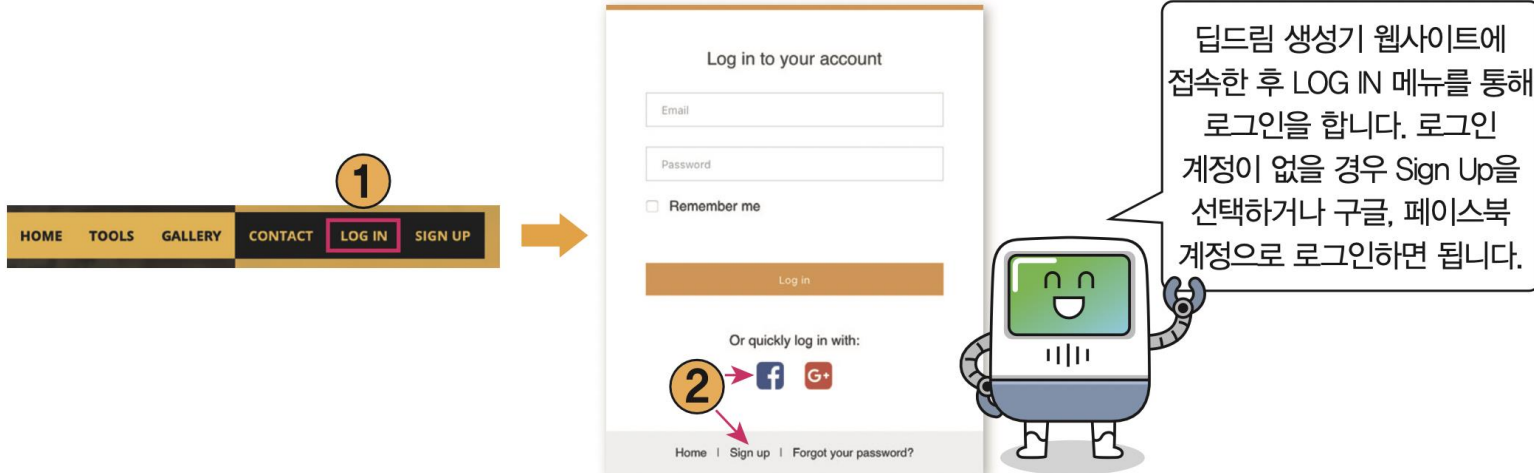 1
HOME TOOLS GALLERY CONTACT LOG IN SIGN UP
Log in to your account
Email
Password
Remember me
Log in
Or quickly log in with:
2
f G+
Home | Sign up | Forgot your password?
딥드림 생성기 웹사이트에
접속한 후 LOG IN 메뉴를 통해
로그인을 합니다. 로그인
계정이 없을 경우 Sign Up을
선택하거나 구글, 페이스북
계정으로 로그인하면 됩니다.